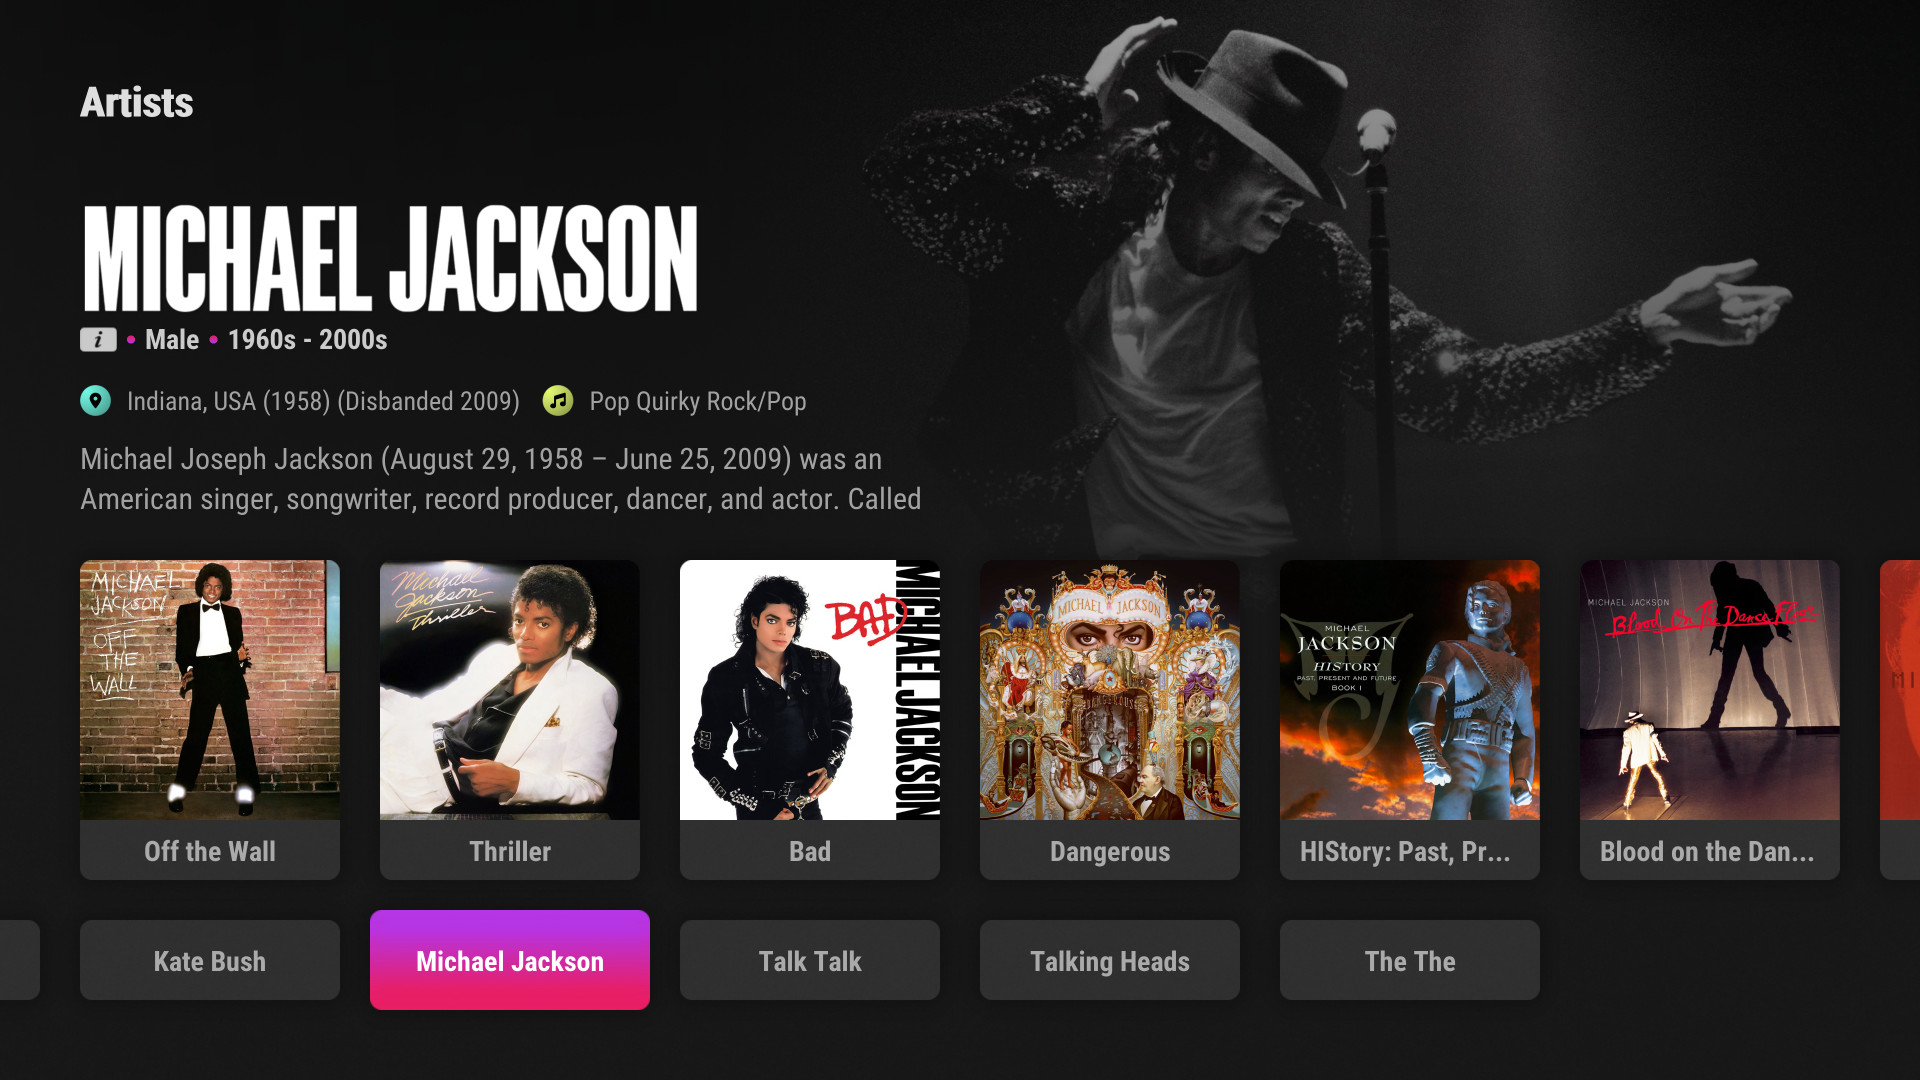 Artists
MICHAEL JACKSON
i • Male • 1960s - 2000s
Indiana, USA (1958) (Disbanded 2009) Pop Quirky Rock/Pop
Michael Joseph Jackson (August 29, 1958 – June 25, 2009) was an
American singer, songwriter, record producer, dancer, and actor. Called
MICHAEL
JACKSON
OFF
THE
WALL
Michael
Jackson
Thriller
BAD
MICHAEL JACKSON
MICHAEL JACKSON
DANGEROUS
MICHAEL
JACKSON
HISTORY
PAST, PRESENT AND FUTURE
BOOK I
MICHAEL JACKSON
Blood On The Dance Floor
MI
Off the Wall
Thriller
Bad
Dangerous
HIStory: Past, Pr...
Blood on the Dan...
Kate Bush
Michael Jackson
Talk Talk
Talking Heads
The The